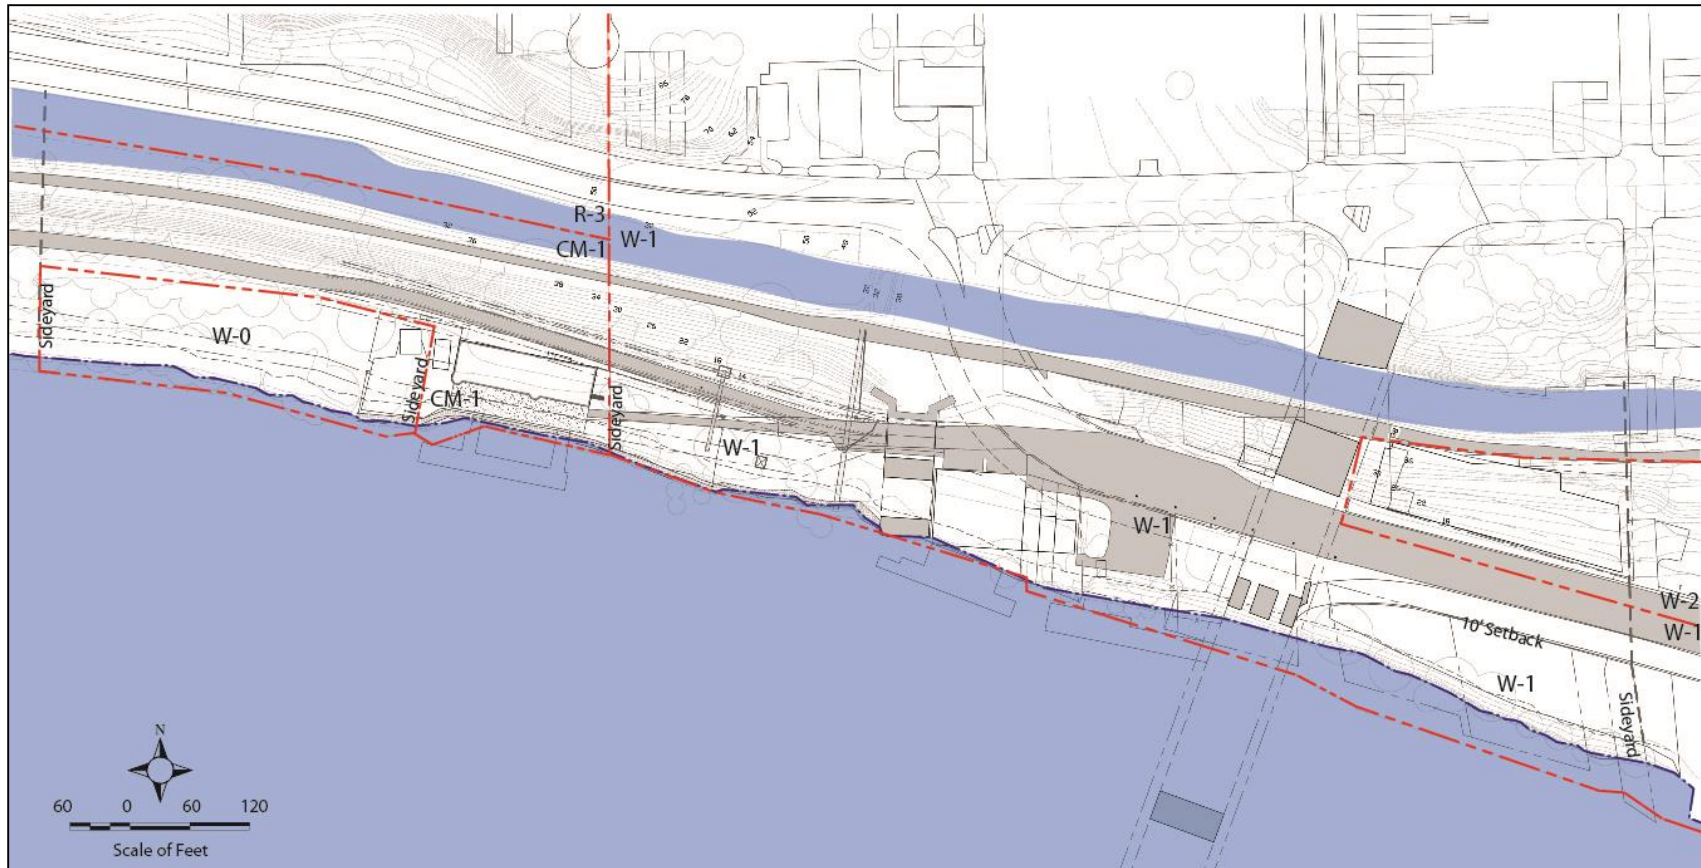 R-3
CM-1
W-1
Sideyard
W-0
Sideyard
CM-1
Sideyard
W-1
W-1
W-2
W-1
10' Setback
W-1
Sideyard
N
60 0 60 120
Scale of Feet